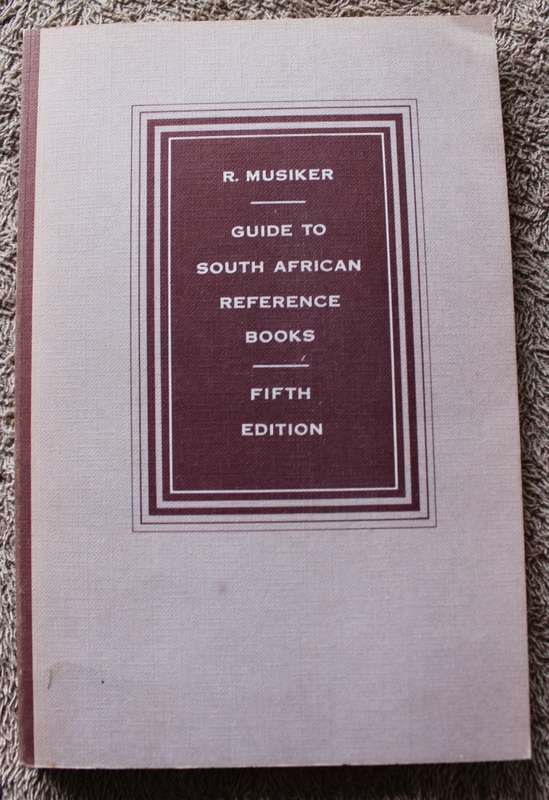 R. MUSIKER
GUIDE TO
SOUTH AFRICAN
REFERENCE
BOOKS
FIFTH
EDITION